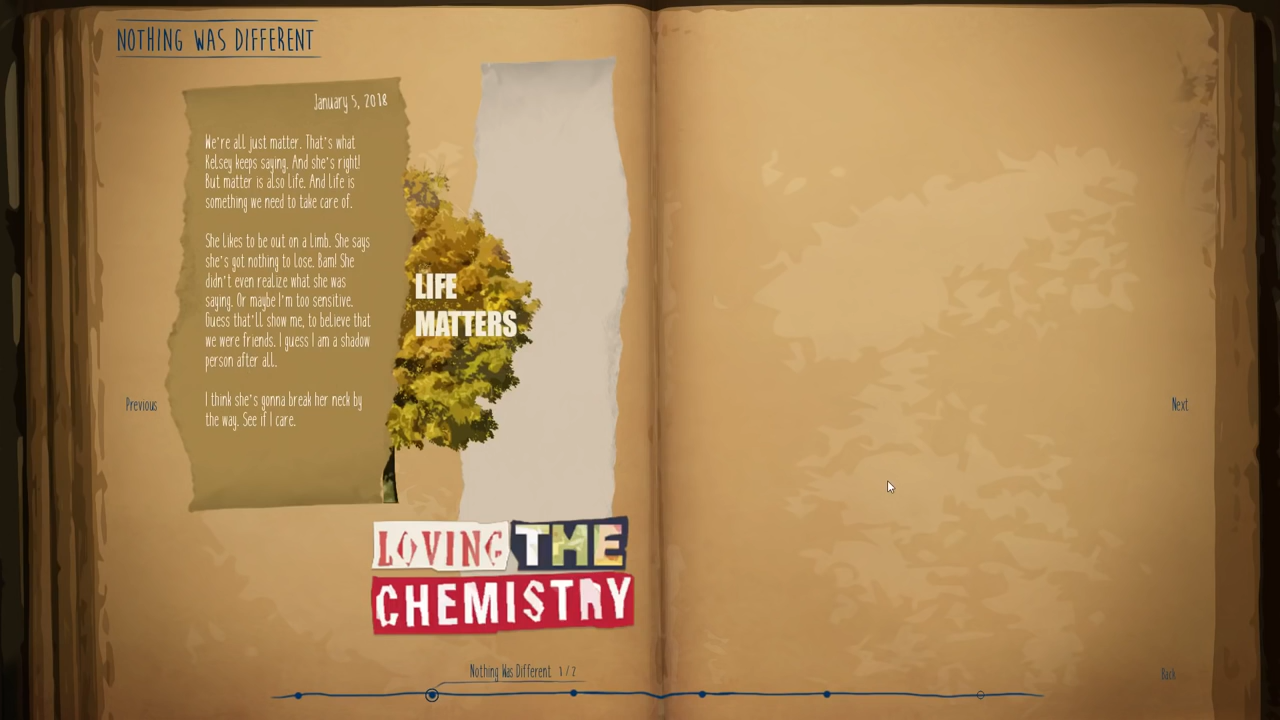 NOTHING WAS DIFFERENT
January 5, 2018
We're all just matter. That's what
Kelsey keeps saying. And she's right!
But matter is also life. And life is
something we need to take care of.
She likes to be out on a limb. She says
she's got nothing to lose. Bam! She
didn't even realize what she was
saying. Or maybe I'm too sensitive.
Guess that'll show me, to believe that
we were friends. I guess I am a shadow
person after all.
I think she's gonna break her neck by
the way. See if I care.
LIFE
MATTERS
Previous
Next
LOVING THE
CHEMISTRY
Nothing Was Different 1 / 2
Back